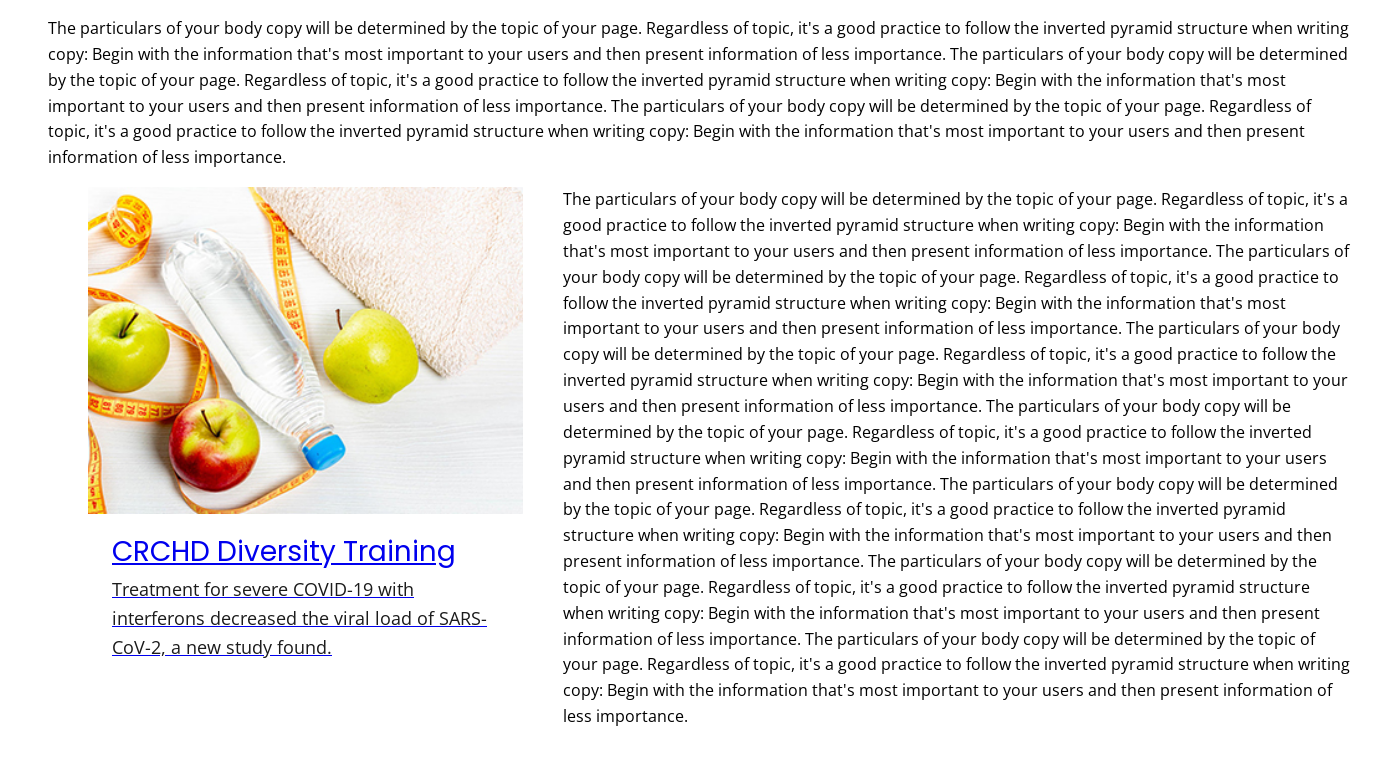 The particulars of your body copy will be determined by the topic of your page. Regardless of topic, it's a good practice to follow the inverted pyramid structure when writing
copy: Begin with the information that's most important to your users and then present information of less importance. The particulars of your body copy will be determined
by the topic of your page. Regardless of topic, it's a good practice to follow the inverted pyramid structure when writing copy: Begin with the information that's most
important to your users and then present information of less importance. The particulars of your body copy will be determined by the topic of your page. Regardless of
topic, it's a good practice to follow the inverted pyramid structure when writing copy: Begin with the information that's most important to your users and then present
information of less importance.
CRCHD Diversity Training
Treatment for severe COVID-19 with
interferons decreased the viral load of SARS-
CoV-2, a new study found.
The particulars of your body copy will be determined by the topic of your page. Regardless of topic, it's a
good practice to follow the inverted pyramid structure when writing copy: Begin with the information
that's most important to your users and then present information of less importance. The particulars of
your body copy will be determined by the topic of your page. Regardless of topic, it's a good practice to
follow the inverted pyramid structure when writing copy: Begin with the information that's most
important to your users and then present information of less importance. The particulars of your body
copy will be determined by the topic of your page. Regardless of topic, it's a good practice to follow the
inverted pyramid structure when writing copy: Begin with the information that's most important to your
users and then present information of less importance. The particulars of your body copy will be
determined by the topic of your page. Regardless of topic, it's a good practice to follow the inverted
pyramid structure when writing copy: Begin with the information that's most important to your users
and then present information of less importance. The particulars of your body copy will be determined
by the topic of your page. Regardless of topic, it's a good practice to follow the inverted pyramid
structure when writing copy: Begin with the information that's most important to your users and then
present information of less importance. The particulars of your body copy will be determined by the
topic of your page. Regardless of topic, it's a good practice to follow the inverted pyramid structure
when writing copy: Begin with the information that's most important to your users and then present
information of less importance. The particulars of your body copy will be determined by the topic of
your page. Regardless of topic, it's a good practice to follow the inverted pyramid structure when writing
copy: Begin with the information that's most important to your users and then present information of
less importance.